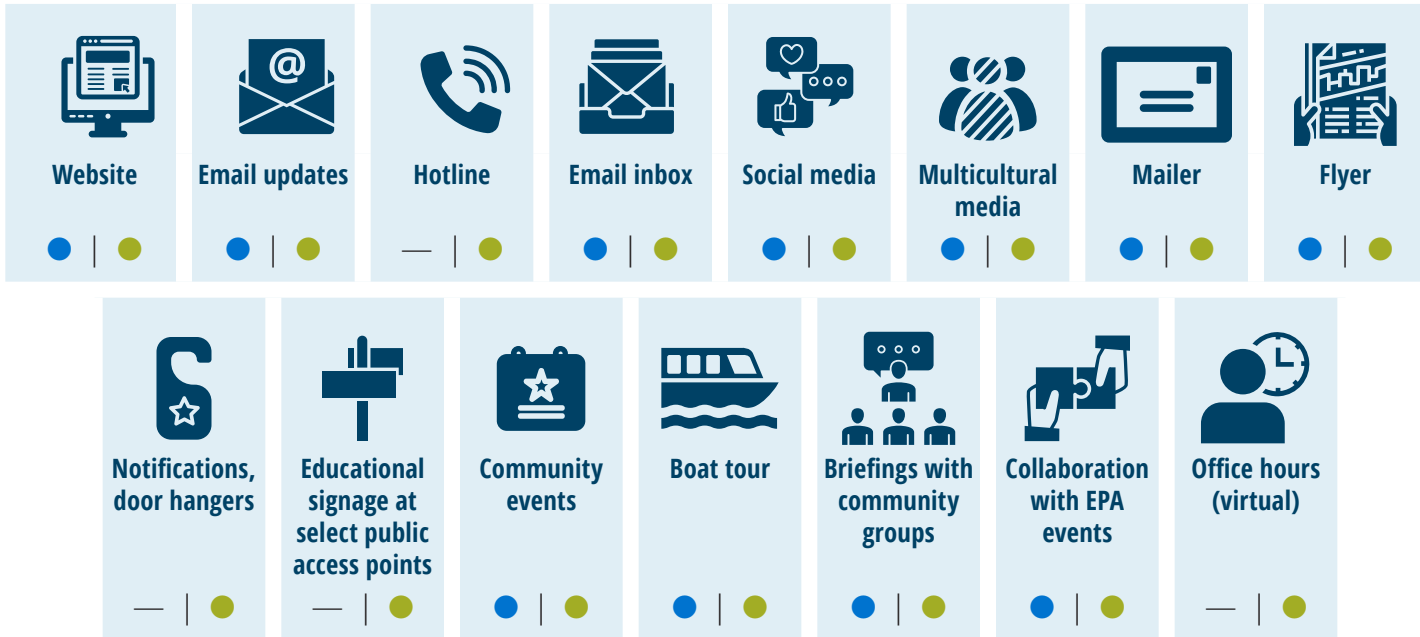 @
Website
Email updates
Hotline
Email inbox
Social media
Multicultural
media
Mailer
Flyer
Notifications,
door hangers
Educational
signage at
select public
access points
Community
events
Boat tour
Briefings with
community
groups
Collaboration
with EPA
events
Office hours
(virtual)